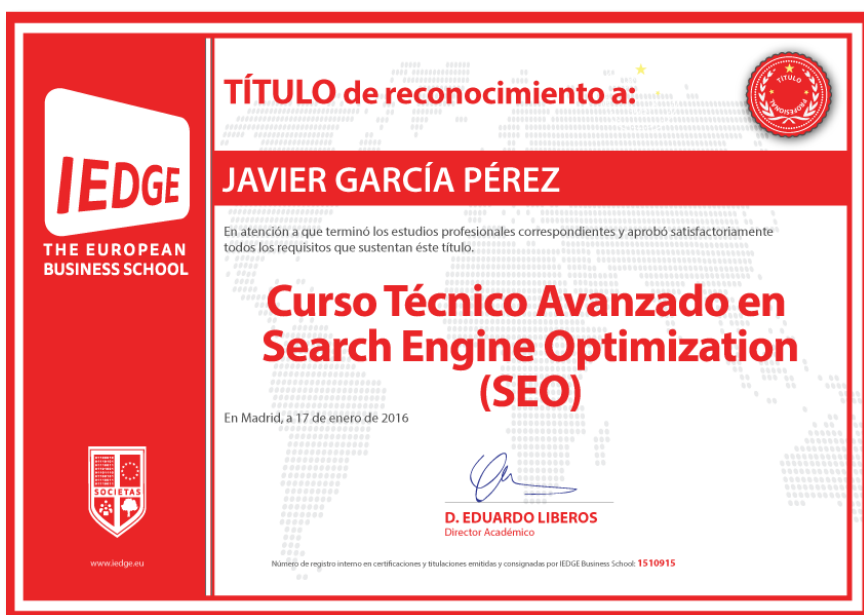 TÍTULO de reconocimiento a:
TÍTULO
PROFESIONAL
JAVIER GARCÍA PÉREZ
IEDGE
THE EUROPEAN
BUSINESS SCHOOL
En atención a que terminó los estudios profesionales correspondientes y aprobó satisfactoriamente
todos los requisitos que sustentan éste título.
Curso Técnico Avanzado en
Search Engine Optimization
(SEO)
En Madrid, a 17 de enero de 2016
SOCIETAS
D. EDUARDO LIBEROS
Director Académico
www.iedge.eu
Número de registro interno en certificaciones y titulaciones emitidas y consignadas por IEDGE Business School: 1510915